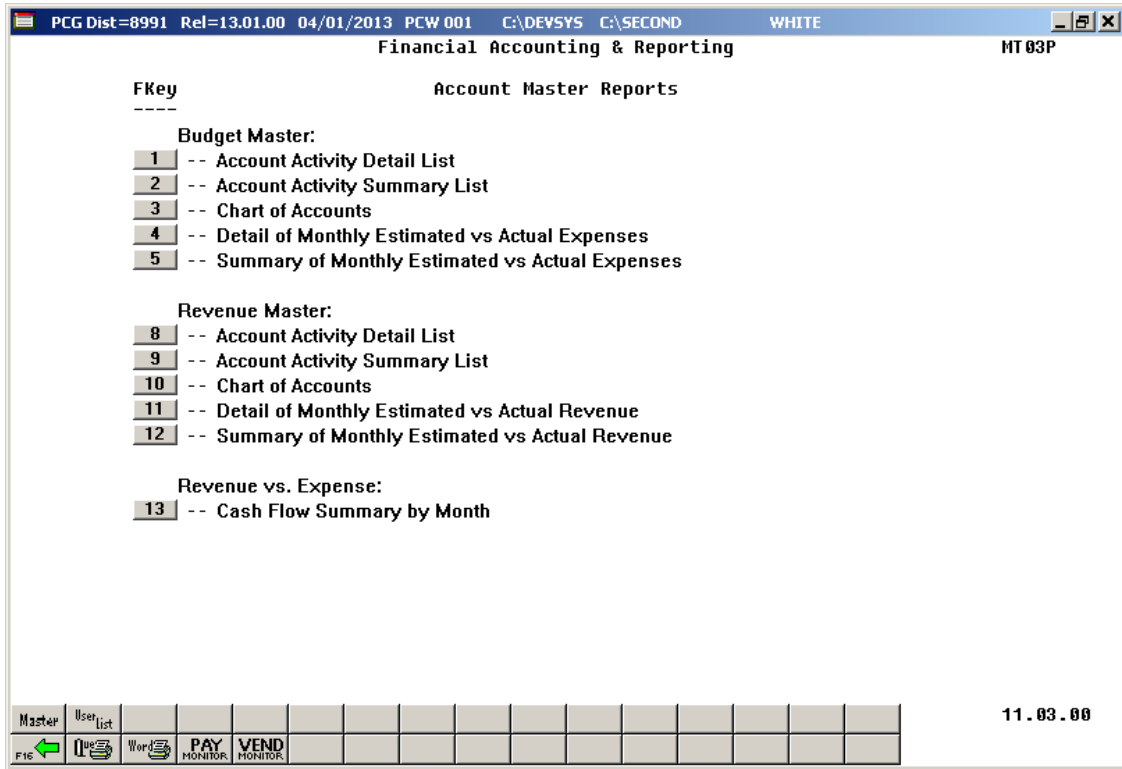 PCG Dist=8991 Rel=13.01.00 04/01/2013 PCW 001 C:\DEVSYS C:\SECOND WHITE
Financial Accounting & Reporting MT03P
FKey Account Master Reports
----
Budget Master:
1 -- Account Activity Detail List
2 -- Account Activity Summary List
3 -- Chart of Accounts
4 -- Detail of Monthly Estimated vs Actual Expenses
5 -- Summary of Monthly Estimated vs Actual Expenses
Revenue Master:
8 -- Account Activity Detail List
9 -- Account Activity Summary List
10 -- Chart of Accounts
11 -- Detail of Monthly Estimated vs Actual Revenue
12 -- Summary of Monthly Estimated vs Actual Revenue
Revenue vs. Expense:
13 -- Cash Flow Summary by Month
Master User List 11.03.00
F16 Que Word PAY MONITOR VEND MONITOR